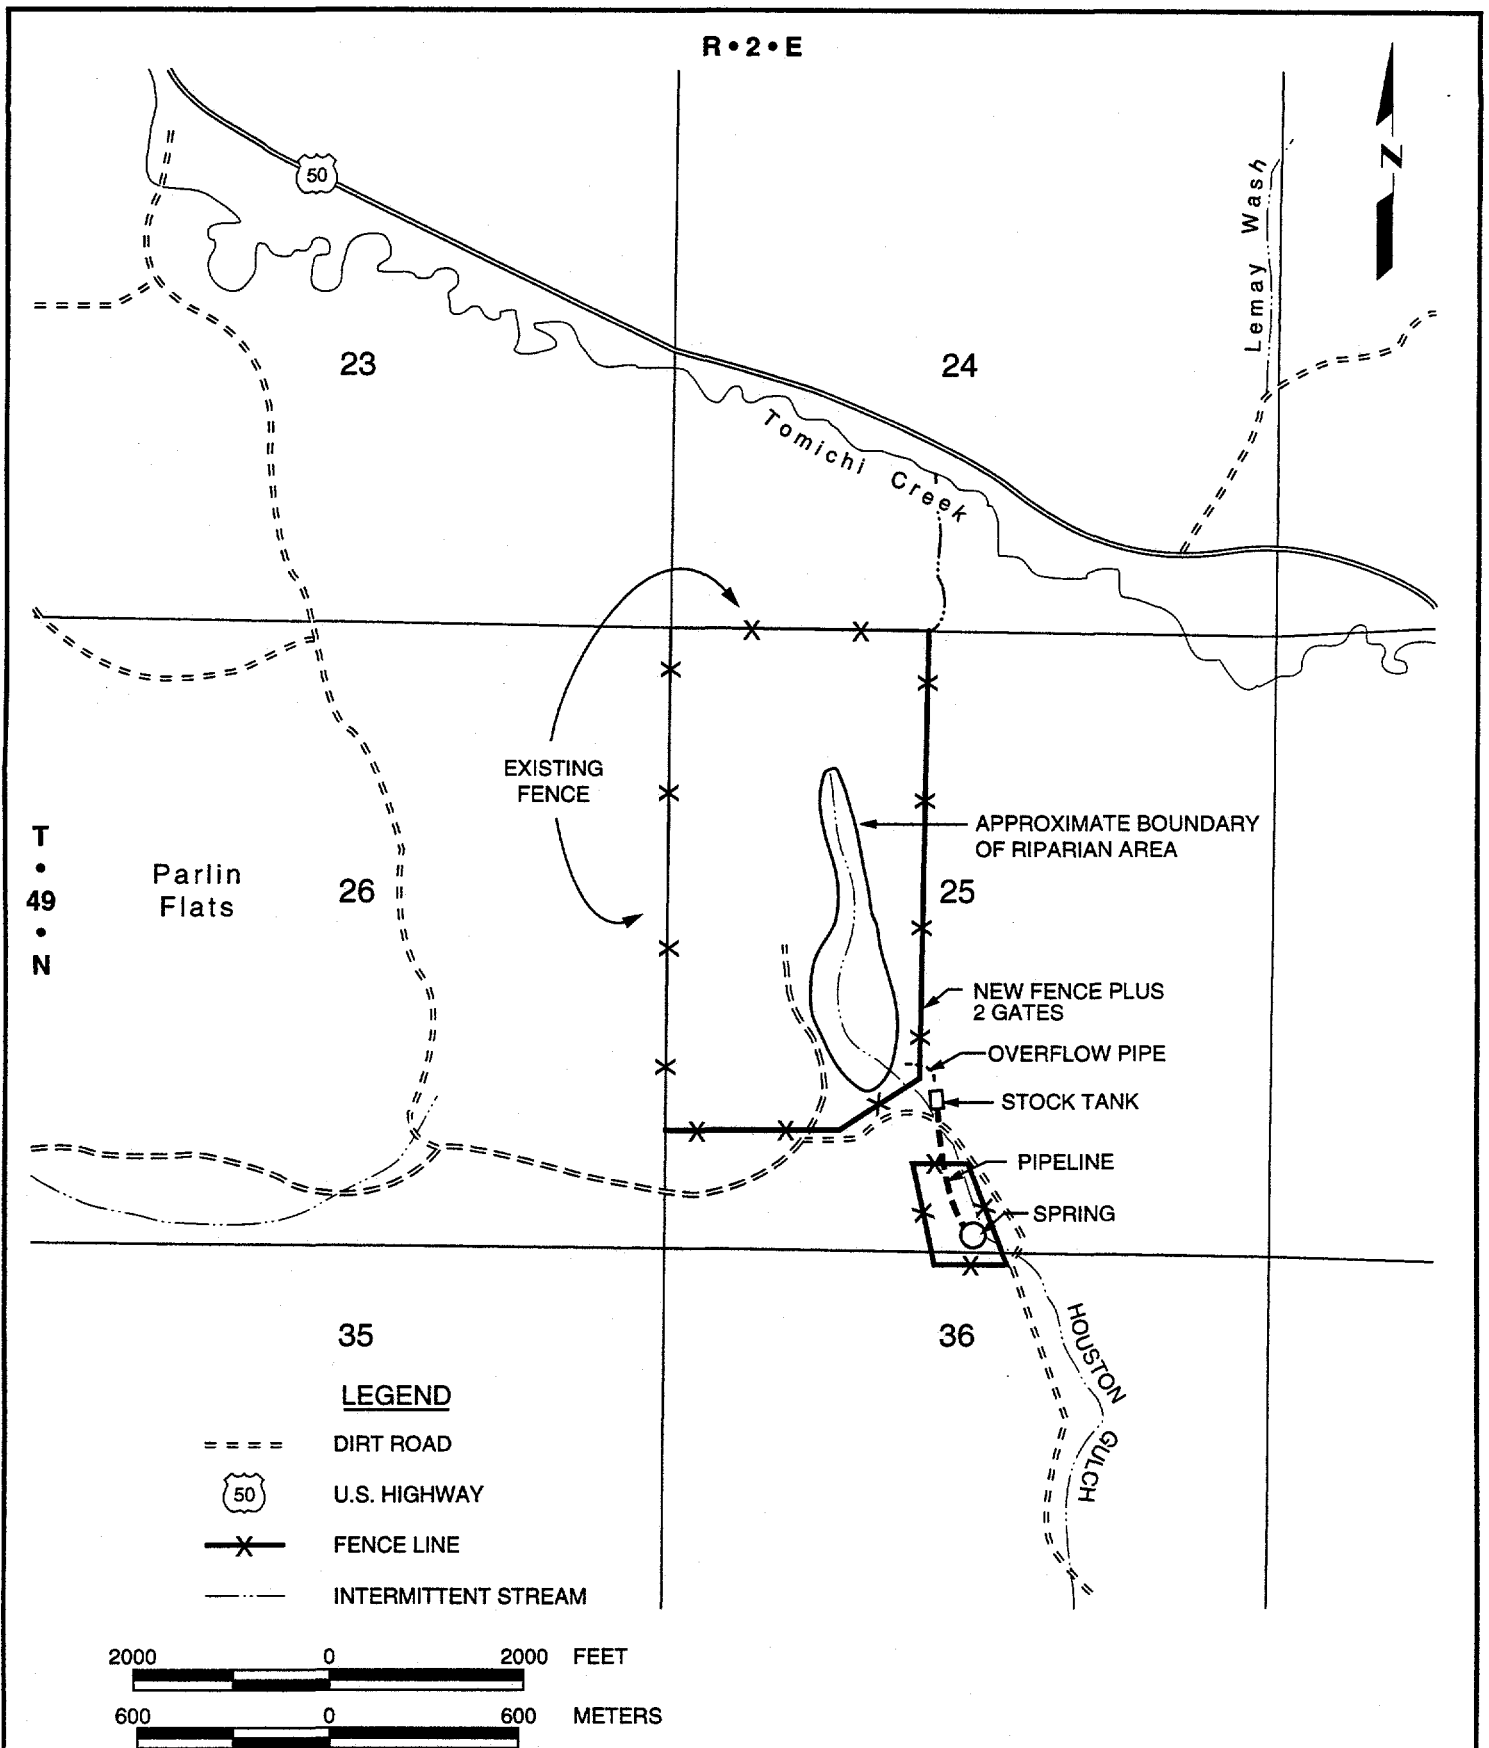 R•2•E
50
N
Lemay Wash
23
24
Tomichi Creek
EXISTING
FENCE
APPROXIMATE BOUNDARY
OF RIPARIAN AREA
T
•
49
•
N
Parlin
Flats
26
25
NEW FENCE PLUS
2 GATES
OVERFLOW PIPE
STOCK TANK
PIPELINE
SPRING
35
36
HOUSTON GULCH
LEGEND
DIRT ROAD
50
U.S. HIGHWAY
X
FENCE LINE
INTERMITTENT STREAM
2000 0 2000 FEET
600 0 600 METERS